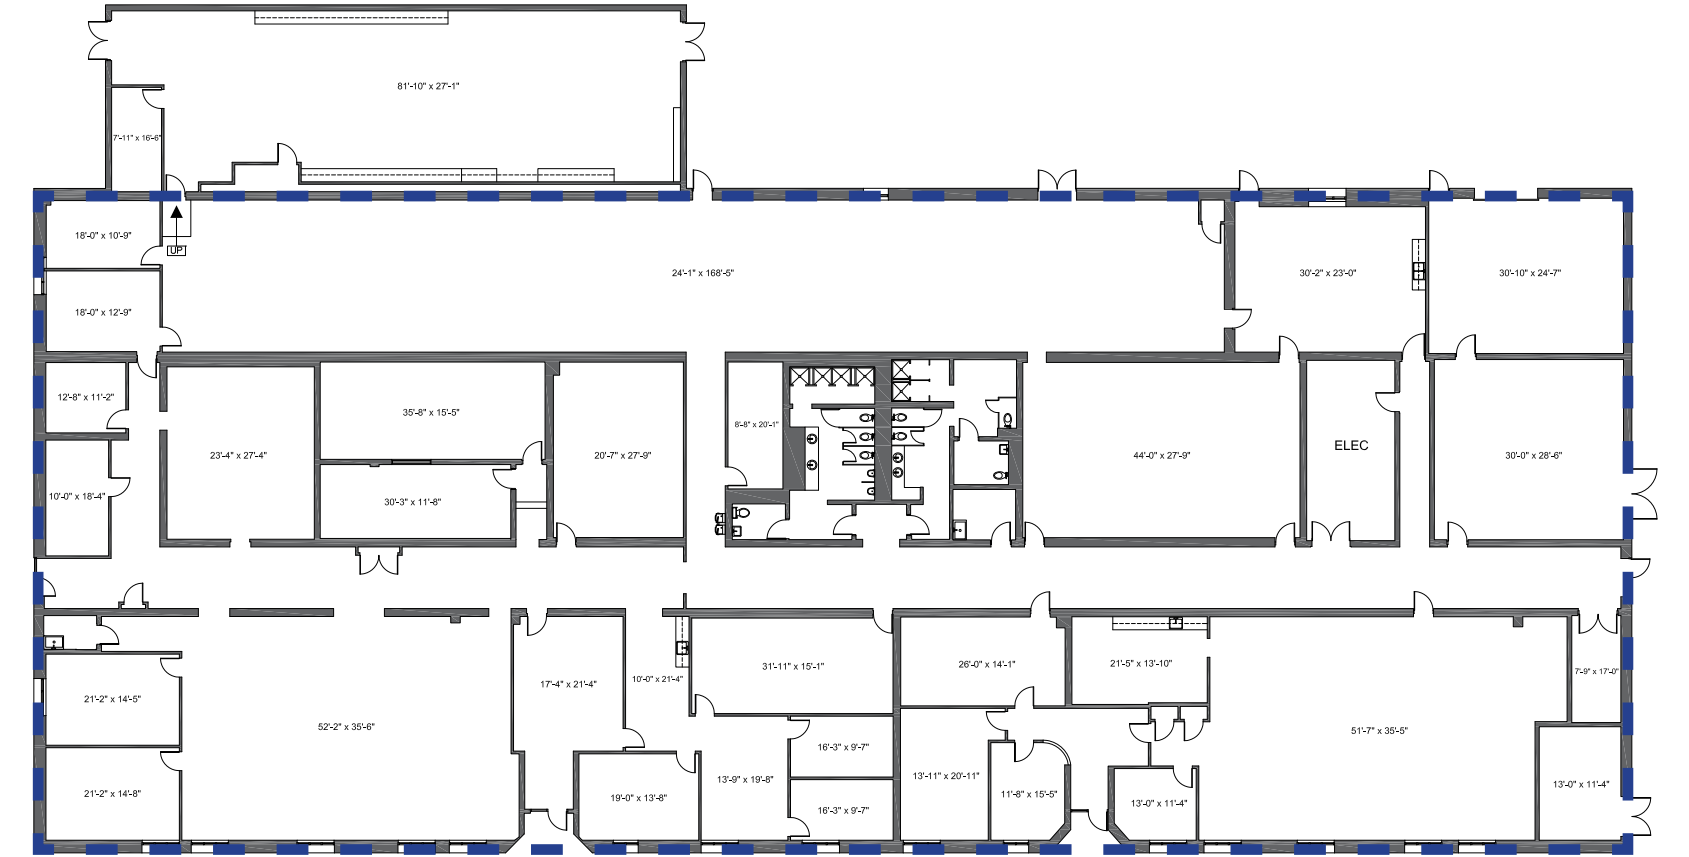 81'-10" x 27'-1"
7'-11" x 16'-6"
18'-0" x 10'-9"
UP
24'-1" x 168'-5"
30'-2" x 23'-0"
30'-10" x 24'-7"
18'-0" x 12'-9"
12'-8" x 11'-2"
35'-8" x 15'-5"
8'-8" x 20'-1"
23'-4" x 27'-4"
20'-7" x 27'-9"
44'-0" x 27'-9"
ELEC
30'-0" x 28'-6"
10'-0" x 18'-4"
30'-3" x 11'-8"
31'-11" x 15'-1"
26'-0" x 14'-1"
21'-5" x 13'-10"
7'-9" x 17'-0"
17'-4" x 21'-4"
10'-0" x 21'-4"
21'-2" x 14'-5"
52'-2" x 35'-6"
51'-7" x 35'-5"
16'-3" x 9'-7"
13'-9" x 19'-8"
13'-11" x 20'-11"
13'-0" x 11'-4"
21'-2" x 14'-8"
19'-0" x 13'-8"
11'-8" x 15'-5"
13'-0" x 11'-4"
16'-3" x 9'-7"